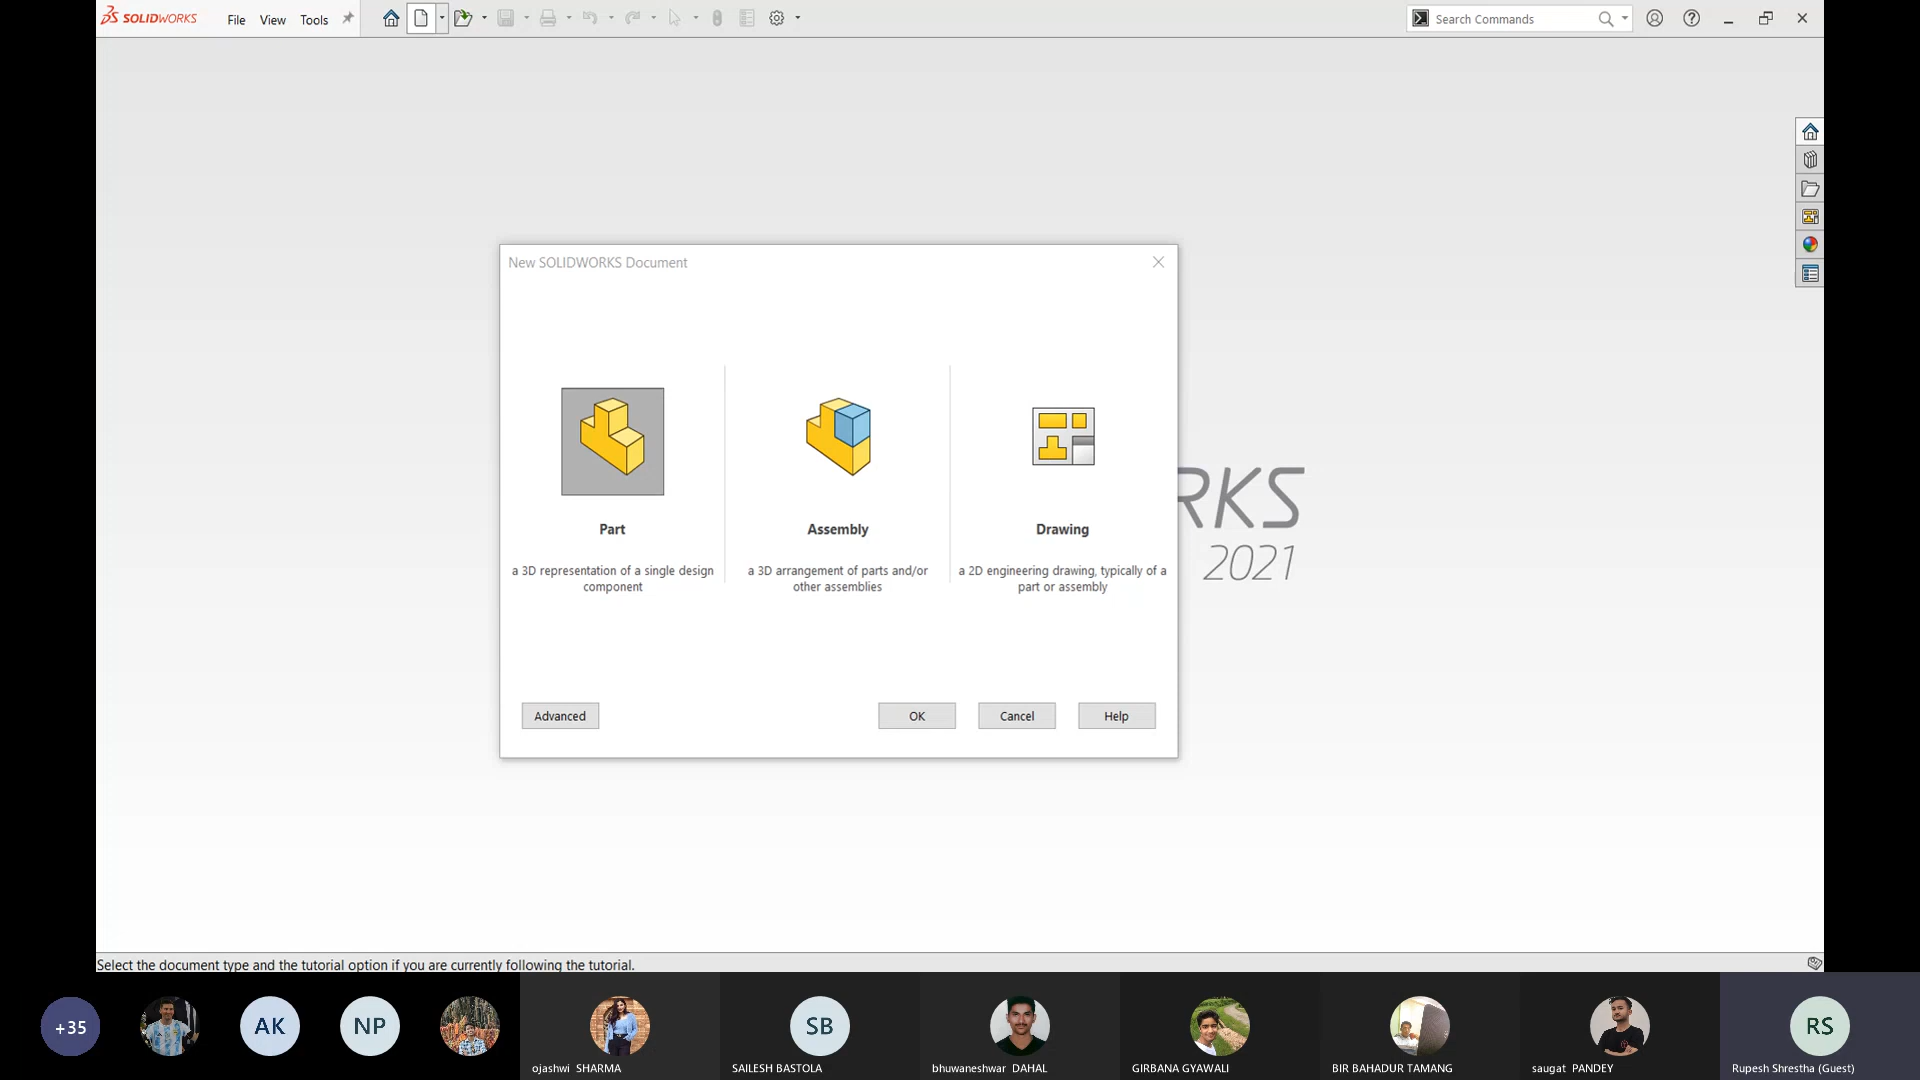 SOLIDWORKS File View Tools Search Commands
New SOLIDWORKS Document
Part Assembly Drawing
a 3D representation of a single design component
a 3D arrangement of parts and/or other assemblies
a 2D engineering drawing, typically of a part or assembly
RKS
2021
Advanced OK Cancel Help
Select the document type and the tutorial option if you are currently following the tutorial.
+35 AK NP SB RS
ojashwi SHARMA SAILESH BASTOLA bhuwaneshwar DAHAL GIRBANA GYAWALI BIR BAHADUR TAMANG saugat PANDEY Rupesh Shrestha (Guest)